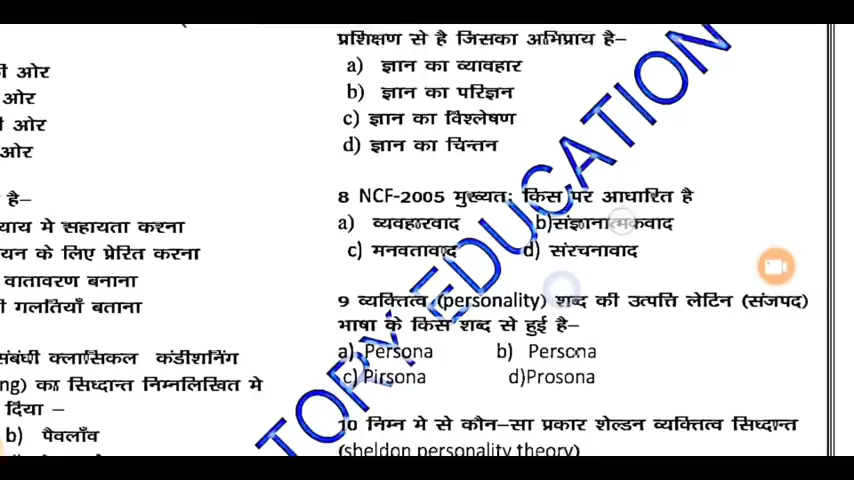 ी ओर
ओर
ी ओर
ओर
है–
याय मे सहायता करना
यन के लिए प्रेरित करना
वातावरण बनाना
ी गलतियाँ बताना
संबंधी क्लासिकल कंडीशनिंग
ng) का सिध्दान्त निम्नलिखित मे
दिंया –
b) पैवलाँव
प्रशिंक्षण से है जिंसका अभिंप्राय है–
a) ज्ञान का व्यावहार
b) ज्ञान का परिंज्ञन
c) ज्ञान का विंश्लेषण
d) ज्ञान का चिंन्तन
8 NCF-2005 मुख्यतः किंस पर आधारिंत है
a) व्यवहारवाद b)संज्ञानात्मकवाद
c) मनवतावाद d) संरचनावाद
9 व्यक्तिंत्व (personality) शब्द की उत्पत्तिं लेटिंन (संजपद)
भाषा के किंस शब्द से हुई है–
a) Persona b) Persona
c) Pirsona d)Prosona
10 निम्न मे से कौन–सा प्रकार शेल्डन व्यक्तिंत्व सिंध्दान्त
(sheldon personality theory)
TORY EDUCATION